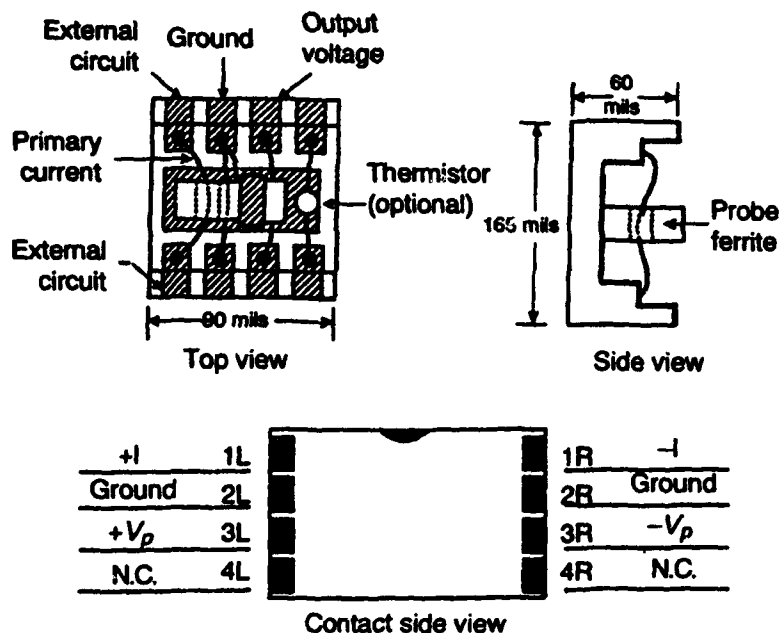 External
circuit
Ground
Output
voltage
Primary
current
Thermistor
(optional)
External
circuit
90 mils
Top view
60
mils
165 mils
Probe
ferrite
Side view
+I 1L
Ground 2L
+Vp 3L
N.C. 4L
1R -I
2R Ground
3R -Vp
4R N.C.
Contact side view